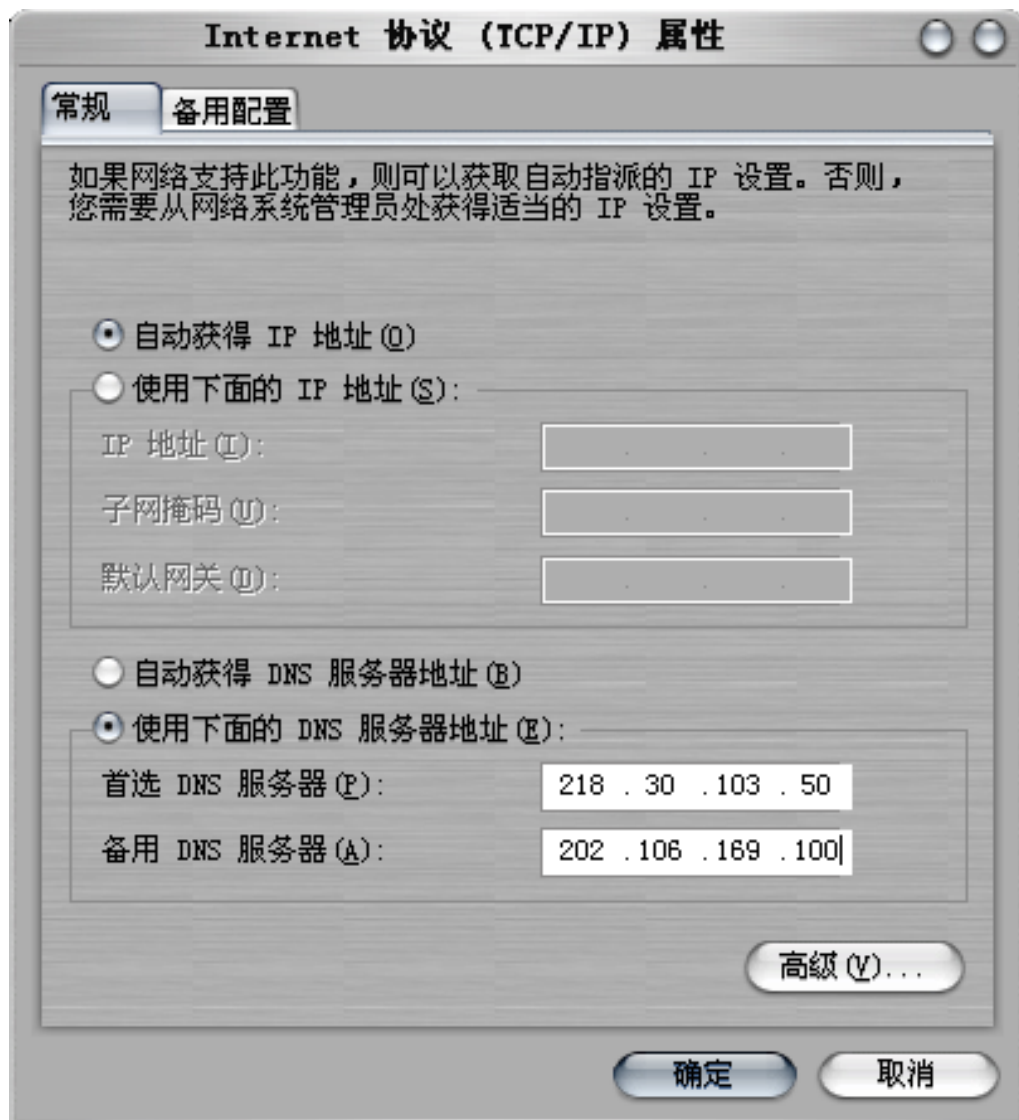 Internet 协议 (TCP/IP) 属性
常规
备用配置
如果网络支持此功能，则可以获取自动指派的 IP 设置。否则，
您需要从网络系统管理员处获得适当的 IP 设置。
自动获得 IP 地址(O)
使用下面的 IP 地址(S):
IP 地址(I):
子网掩码(U):
默认网关(D):
自动获得 DNS 服务器地址(B)
使用下面的 DNS 服务器地址(E):
首选 DNS 服务器(P): 218 . 30 . 103 . 50
备用 DNS 服务器(A): 202 . 106 . 169 . 100
高级(V)...
确定
取消